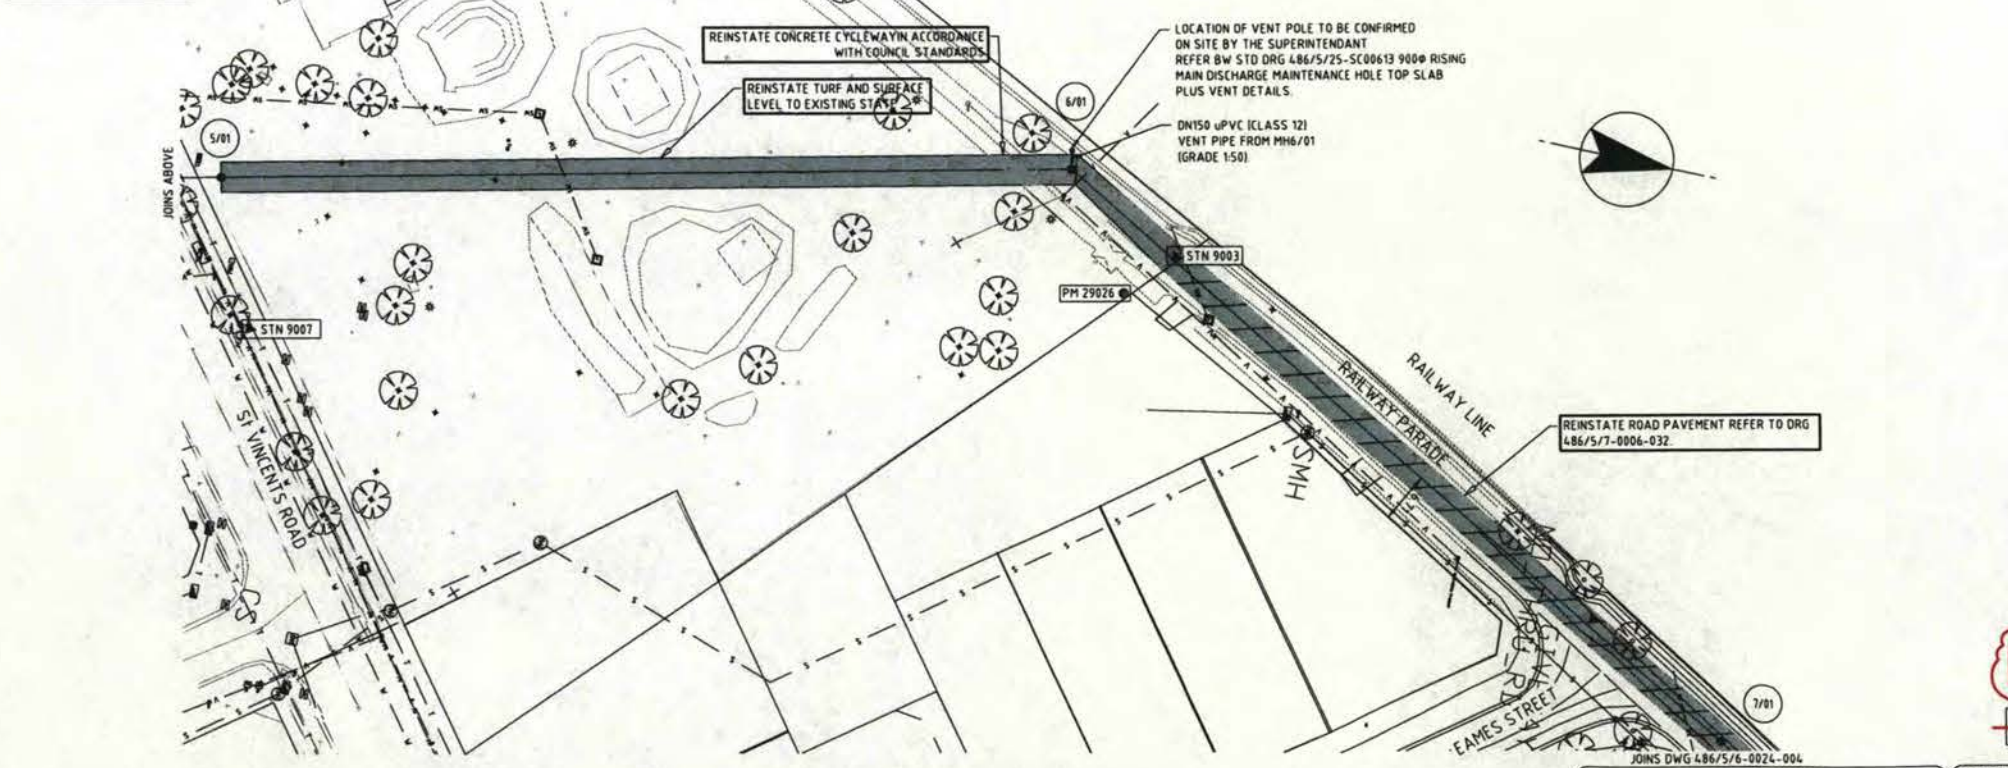 REINSTATE CONCRETE CYCLEWAYIN ACCORDANCE
WITH COUNCIL STANDARDS
REINSTATE TURF AND SURFACE
LEVEL TO EXISTING STATE
LOCATION OF VENT POLE TO BE CONFIRMED
ON SITE BY THE SUPERINTENDANT
REFER BW STD DRG 486/5/25-SC00613 900Φ RISING
MAIN DISCHARGE MAINTENANCE HOLE TOP SLAB
PLUS VENT DETAILS.
6/01
DN150 uPVC (CLASS 12)
VENT PIPE FROM MH6/01
(GRADE 1:50).
5/01
JOINS ABOVE
STN 9003
PM 29026
STN 9007
RAILWAY LINE
RAILWAY PARADE
REINSTATE ROAD PAVEMENT REFER TO DRG
486/5/7-0006-032.
St VINCENTS ROAD
SMH
EAMES STREET
7/01
JOINS DWG 486/5/6-0024-004